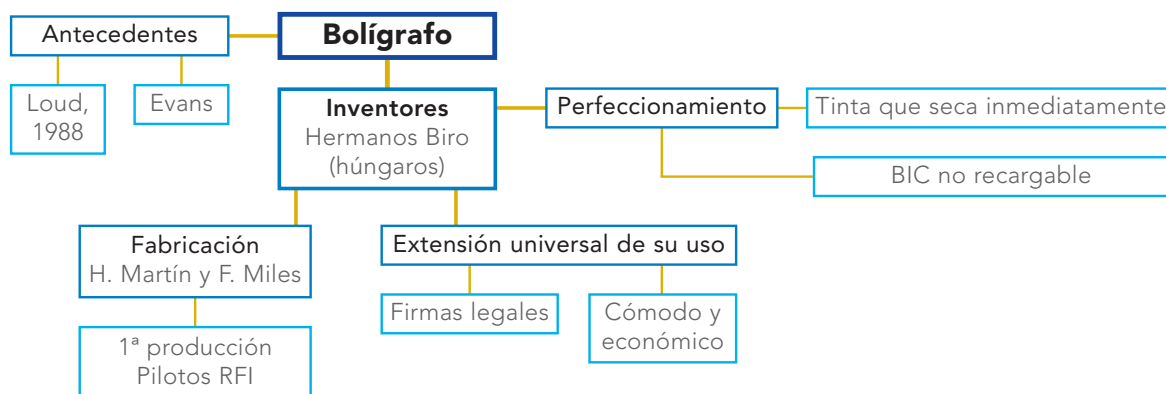 Bolígrafo
Antecedentes
Loud,
1988
Evans
Inventores
Hermanos Biro
(húngaros)
Perfeccionamiento
Tinta que seca inmediatamente
BIC no recargable
Fabricación
H. Martín y F. Miles
1ª producción
Pilotos RFI
Extensión universal de su uso
Firmas legales
Cómodo y
económico